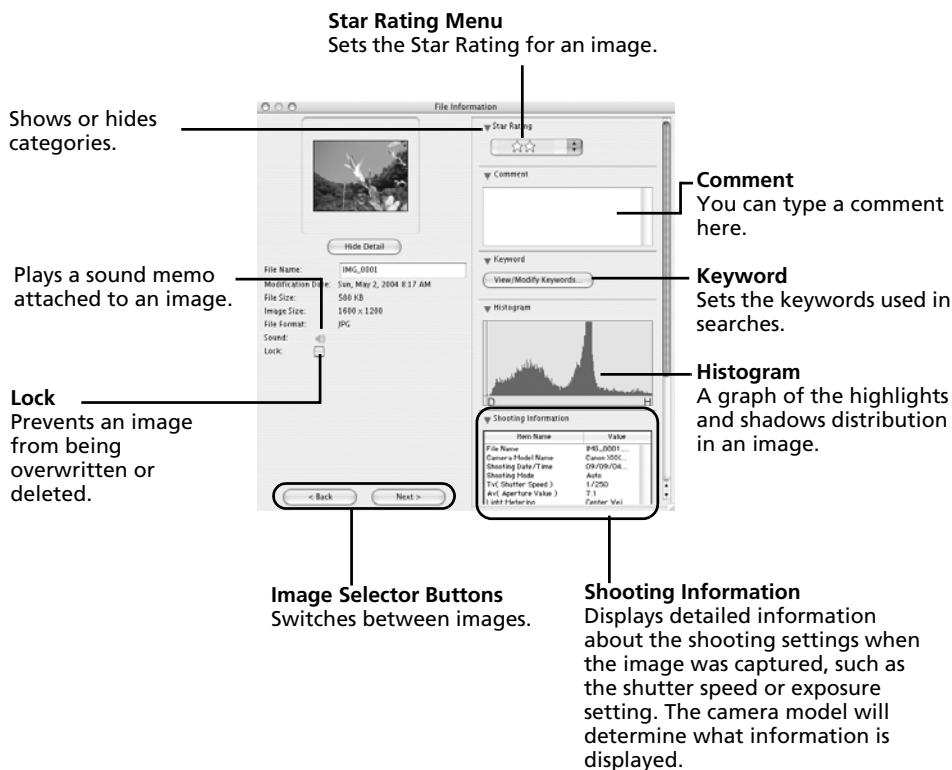 Star Rating Menu
Sets the Star Rating for an image.
Shows or hides
categories.
Plays a sound memo
attached to an image.
Lock
Prevents an image
from being
overwritten or
deleted.
File Information
Hide Detail
File Name: IMG_0001
Modification Date: Sun, May 2, 2004 8:17 AM
File Size: 500 KB
Image Size: 1600 x 1200
File Format: JPG
Sound:
Lock:
< Back Next >
Star Rating
Comment
Keyword
View/Modify Keywords...
Histogram
D H
Shooting Information
Item Name Value
File Name IMG_0001....
Camera Model Name Canon
Shooting Date/Time 09/09/04...
Shooting Mode Auto
Tv( Shutter Speed ) 1/250
Av( Aperture Value ) 7.1
Light Metering Center
Comment
You can type a comment
here.
Keyword
Sets the keywords used in
searches.
Histogram
A graph of the highlights
and shadows distribution
in an image.
Image Selector Buttons
Switches between images.
Shooting Information
Displays detailed information
about the shooting settings when
the image was captured, such as
the shutter speed or exposure
setting. The camera model will
determine what information is
displayed.